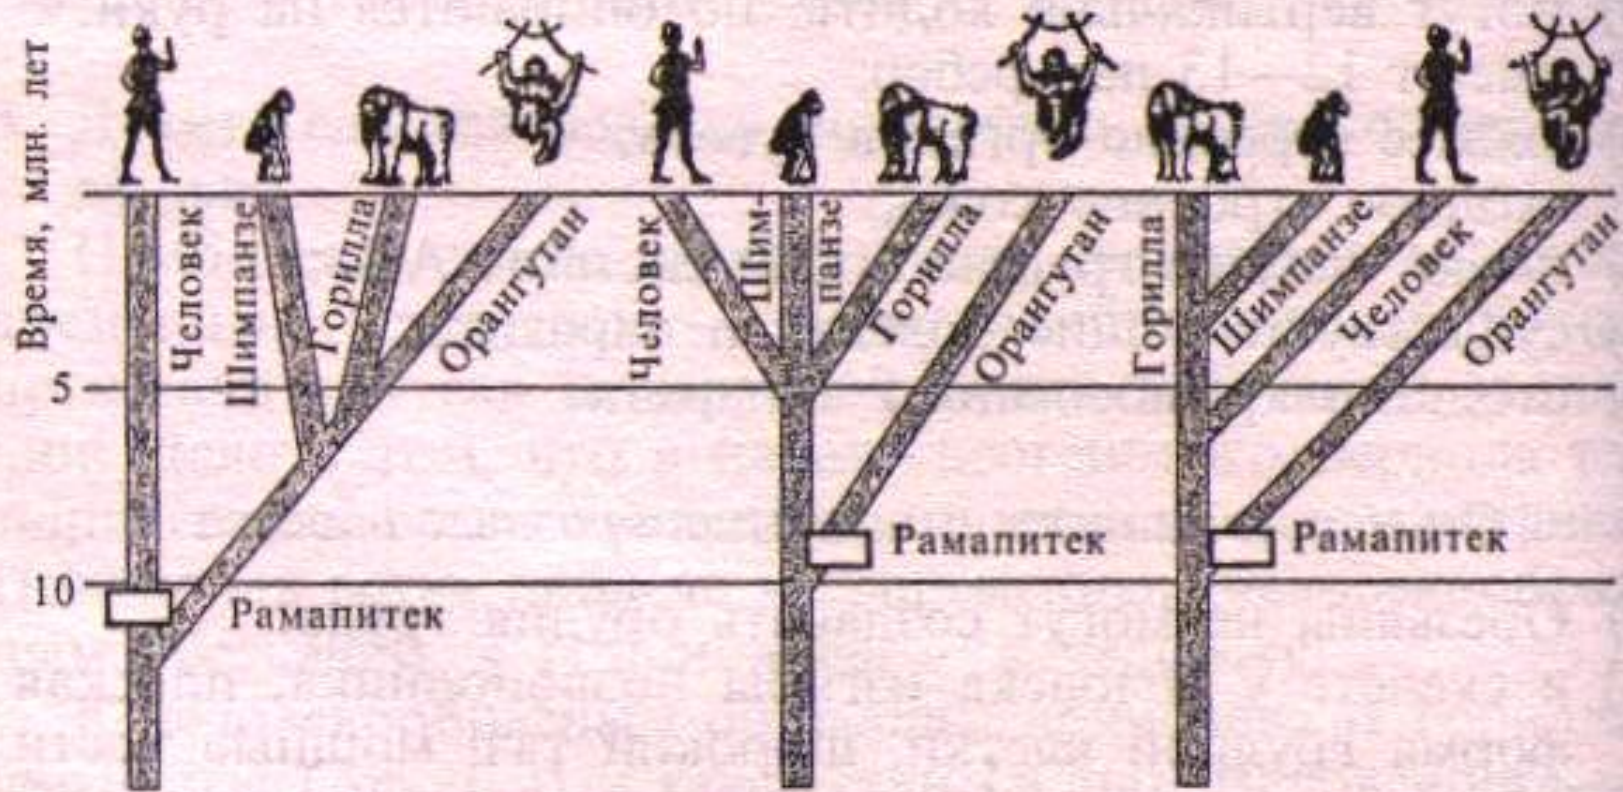 Время, млн. лет
Человек
Шимпанзе
Горилла
Орангутан
Человек
Шим-
панзе
Горилла
Орангутан
Горилла
Шимпанзе
Человек
Орангутан
5
10
Рамапитек
Рамапитек
Рамапитек